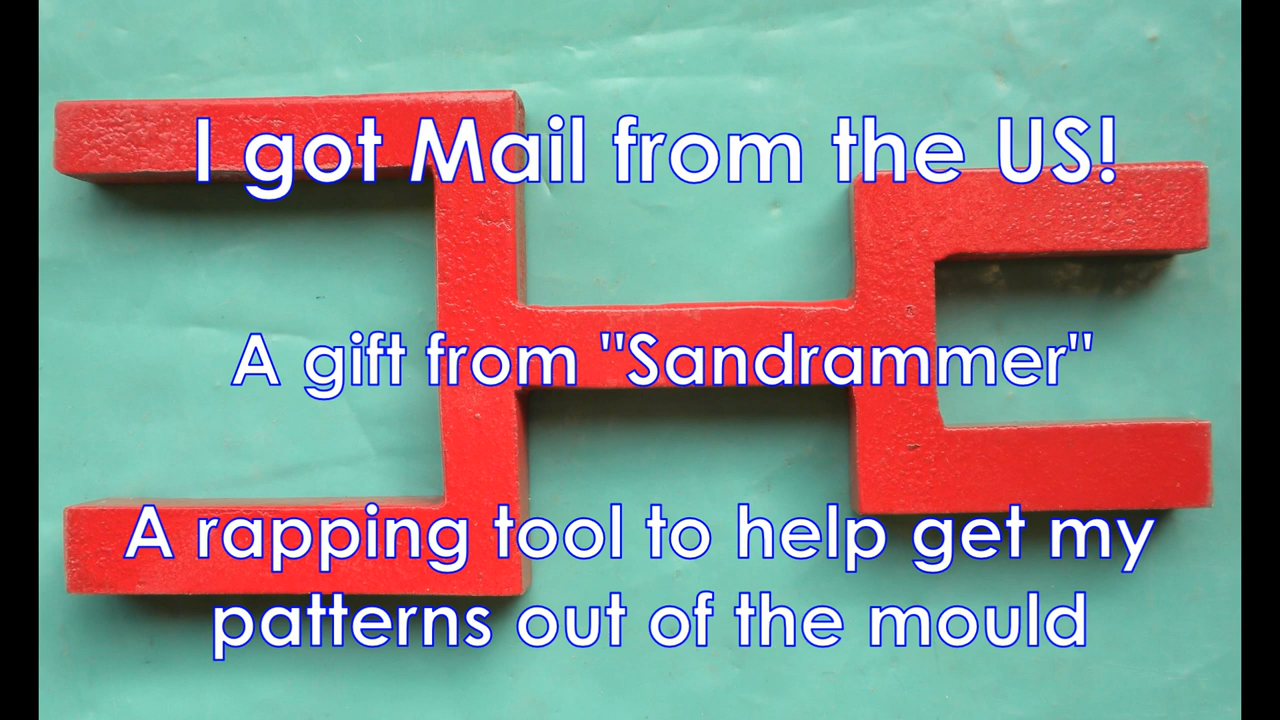 I got Mail from the US!
A gift from "Sandrammer"
A rapping tool to help get my
patterns out of the mould